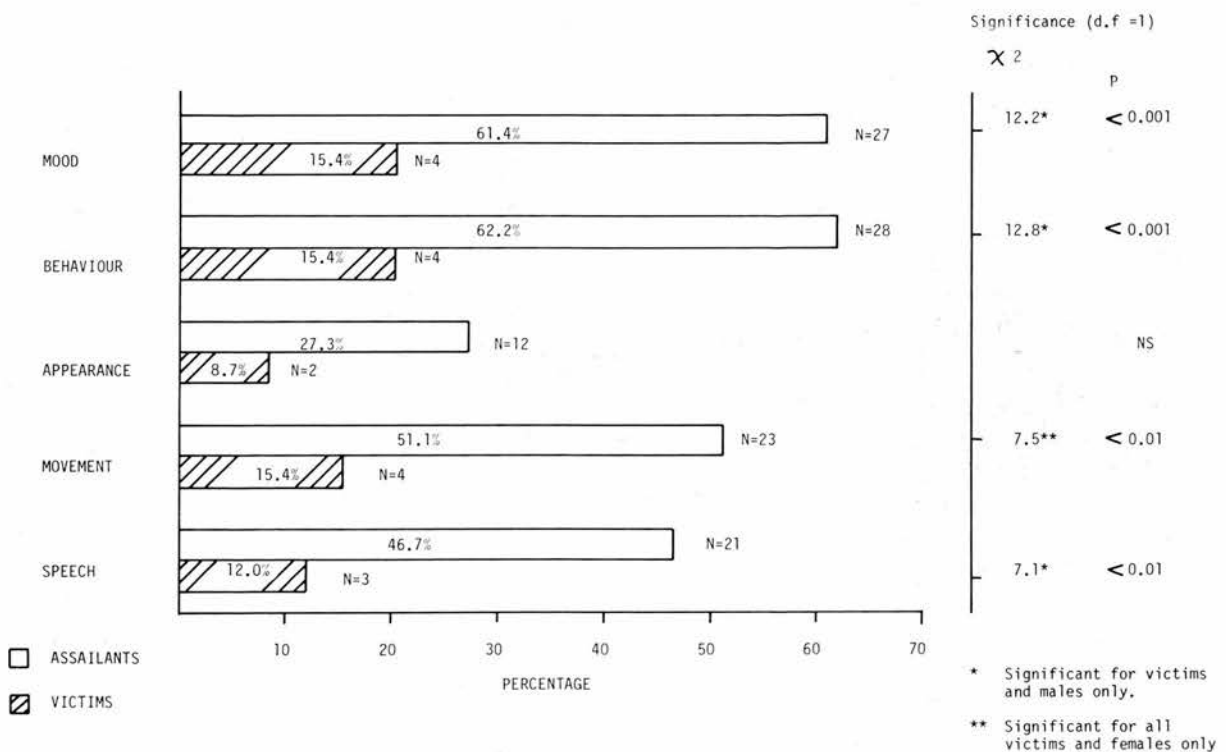 Significance (d.f =1)
χ 2
P
MOOD
61.4%
N=27
15.4%
N=4
12.2*
< 0.001
BEHAVIOUR
62.2%
N=28
15.4%
N=4
12.8*
< 0.001
APPEARANCE
27.3%
N=12
8.7%
N=2
NS
MOVEMENT
51.1%
N=23
15.4%
N=4
7.5**
< 0.01
SPEECH
46.7%
N=21
12.0%
N=3
7.1*
< 0.01
10 20 30 40 50 60 70
PERCENTAGE
ASSAILANTS
VICTIMS
* Significant for victims
and males only.
** Significant for all
victims and females only